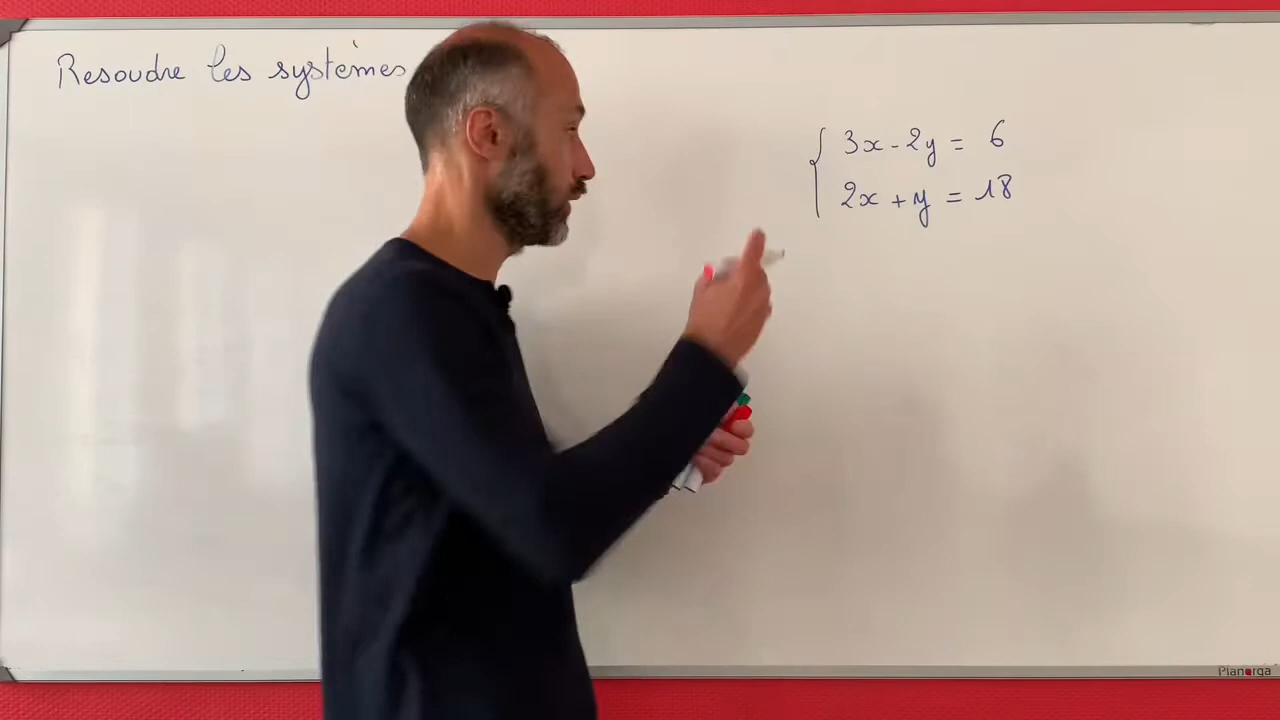 Resoudre les systèmes
3x - 2y = 6
2x + y = 18
Planorga